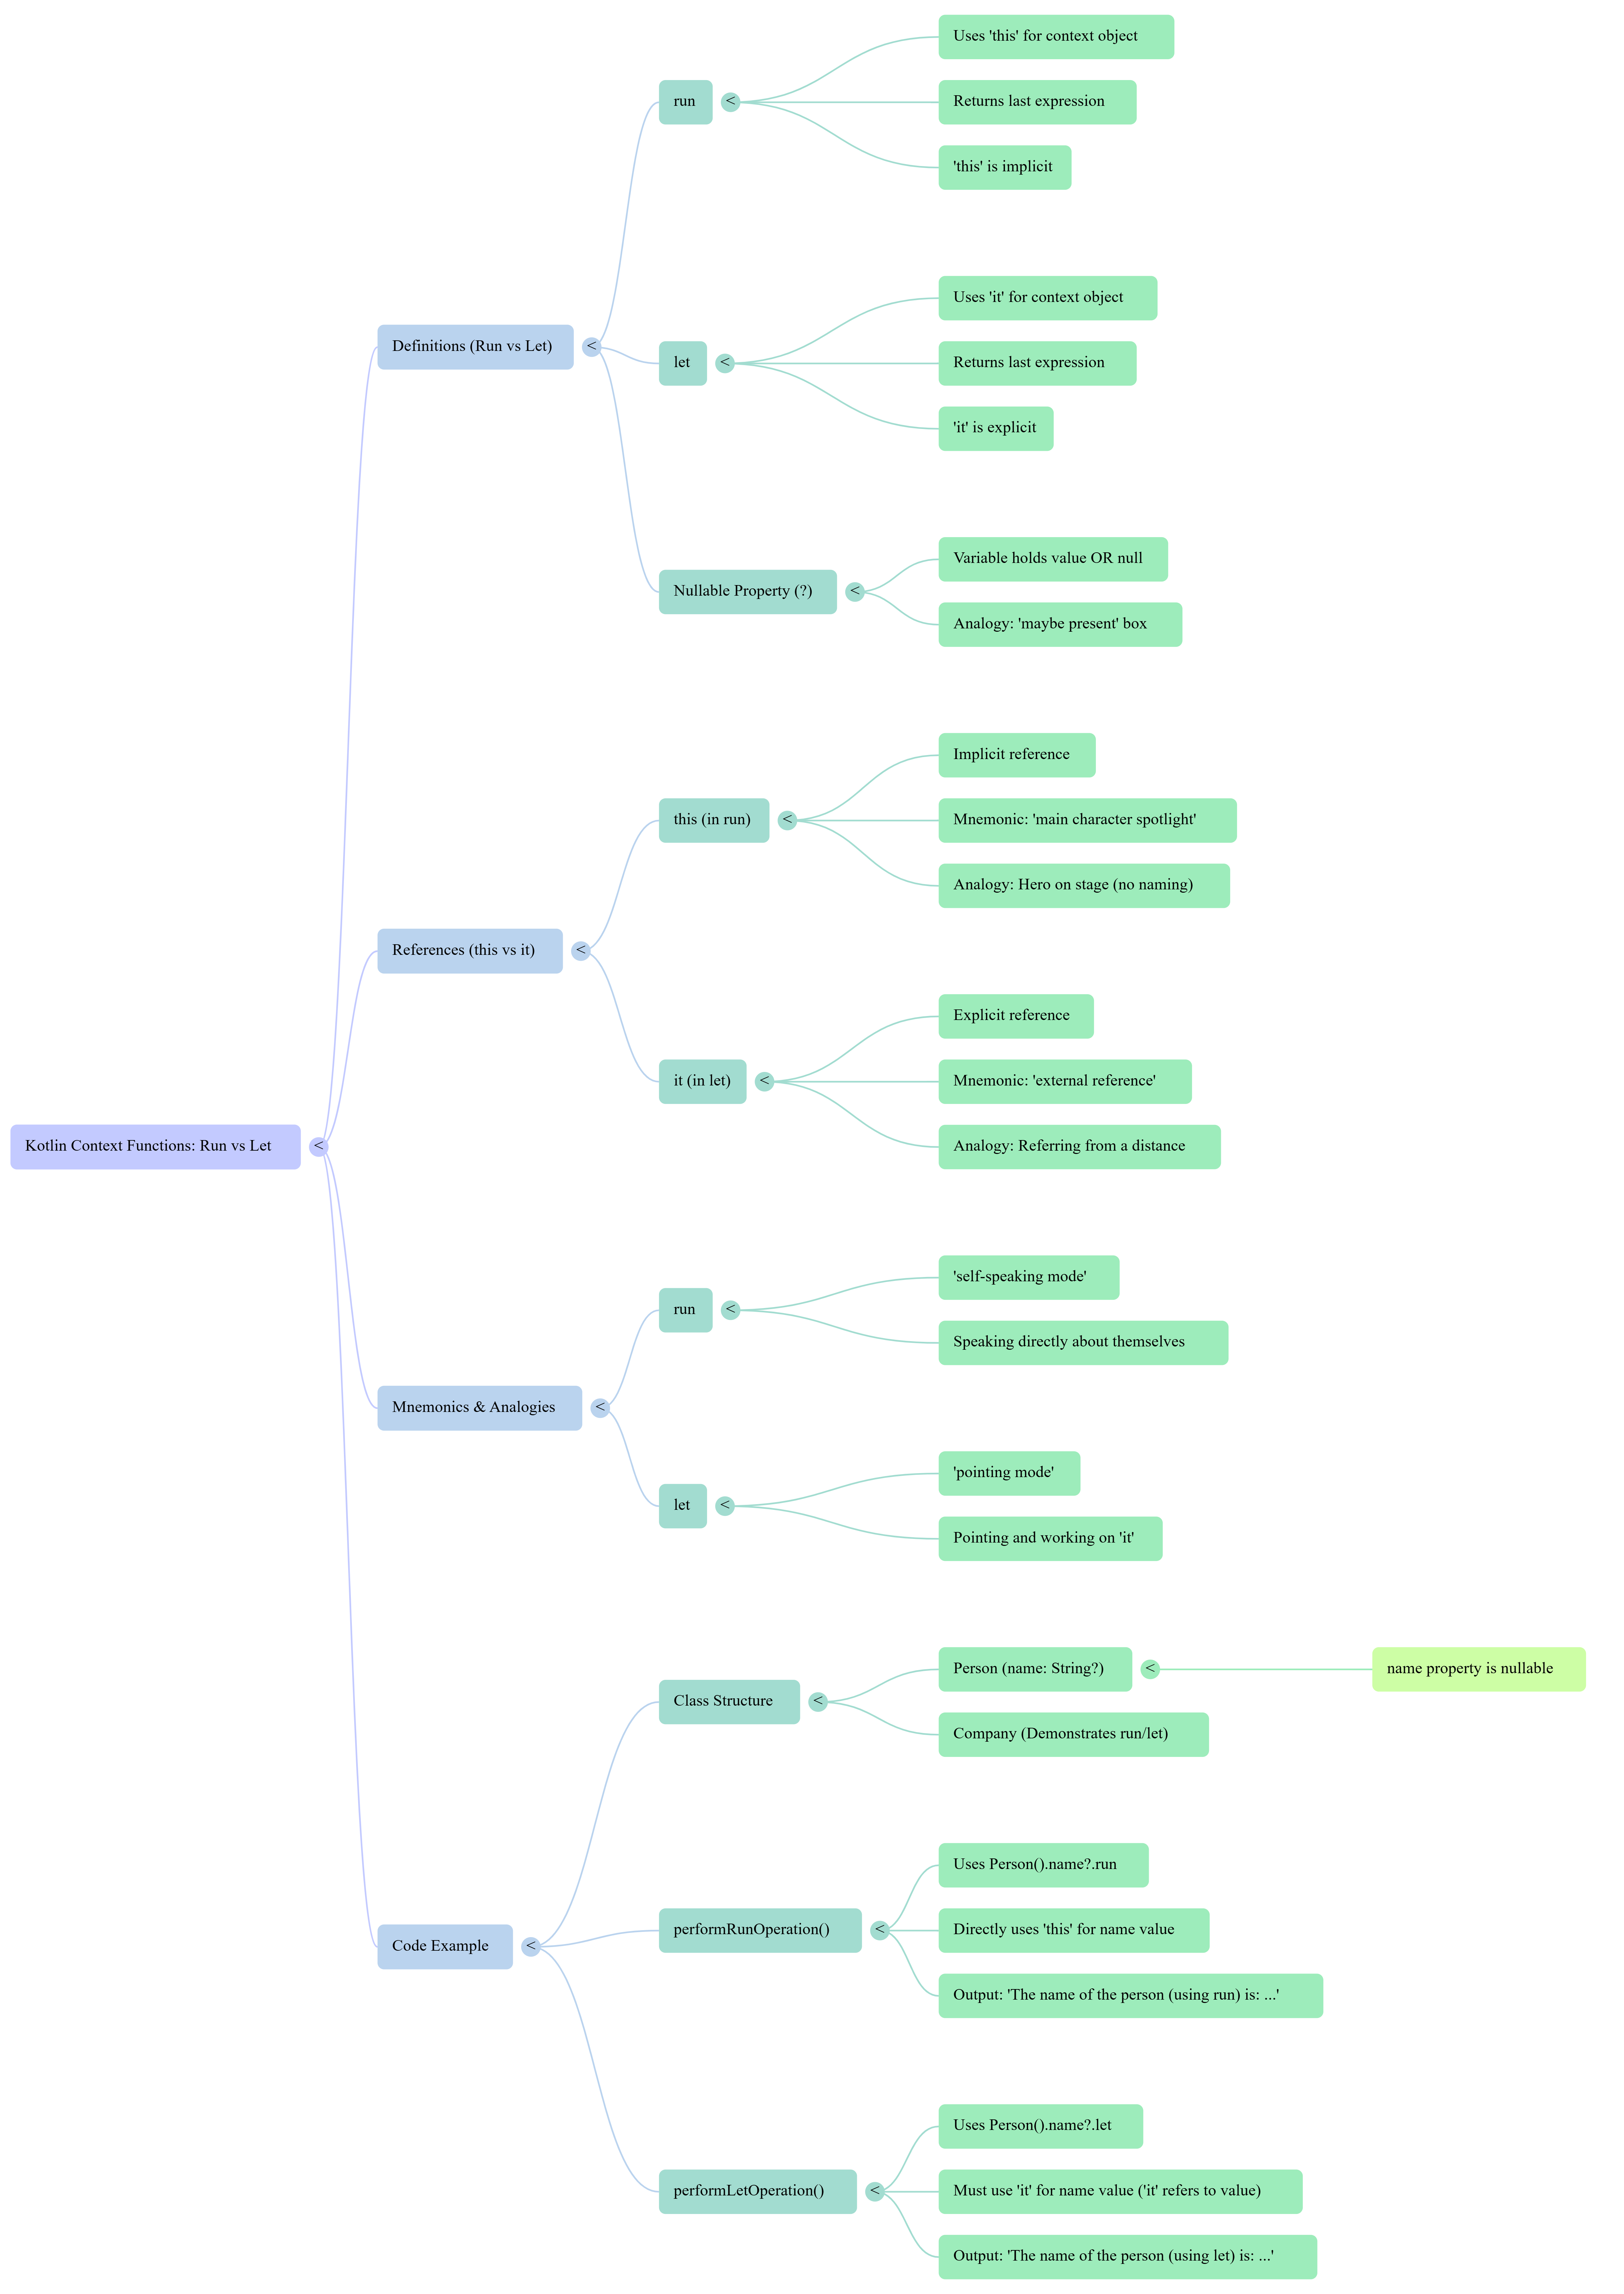 Kotlin Context Functions: Run vs Let
<
Definitions (Run vs Let)
<
run
<
Uses 'this' for context object
Returns last expression
'this' is implicit
let
<
Uses 'it' for context object
Returns last expression
'it' is explicit
Nullable Property (?)
<
Variable holds value OR null
Analogy: 'maybe present' box
References (this vs it)
<
this (in run)
<
Implicit reference
Mnemonic: 'main character spotlight'
Analogy: Hero on stage (no naming)
it (in let)
<
Explicit reference
Mnemonic: 'external reference'
Analogy: Referring from a distance
Mnemonics & Analogies
<
run
<
'self-speaking mode'
Speaking directly about themselves
let
<
'pointing mode'
Pointing and working on 'it'
Code Example
<
Class Structure
<
Person (name: String?)
<
name property is nullable
Company (Demonstrates run/let)
performRunOperation()
<
Uses Person().name?.run
Directly uses 'this' for name value
Output: 'The name of the person (using run) is: ...'
performLetOperation()
<
Uses Person().name?.let
Must use 'it' for name value ('it' refers to value)
Output: 'The name of the person (using let) is: ...'